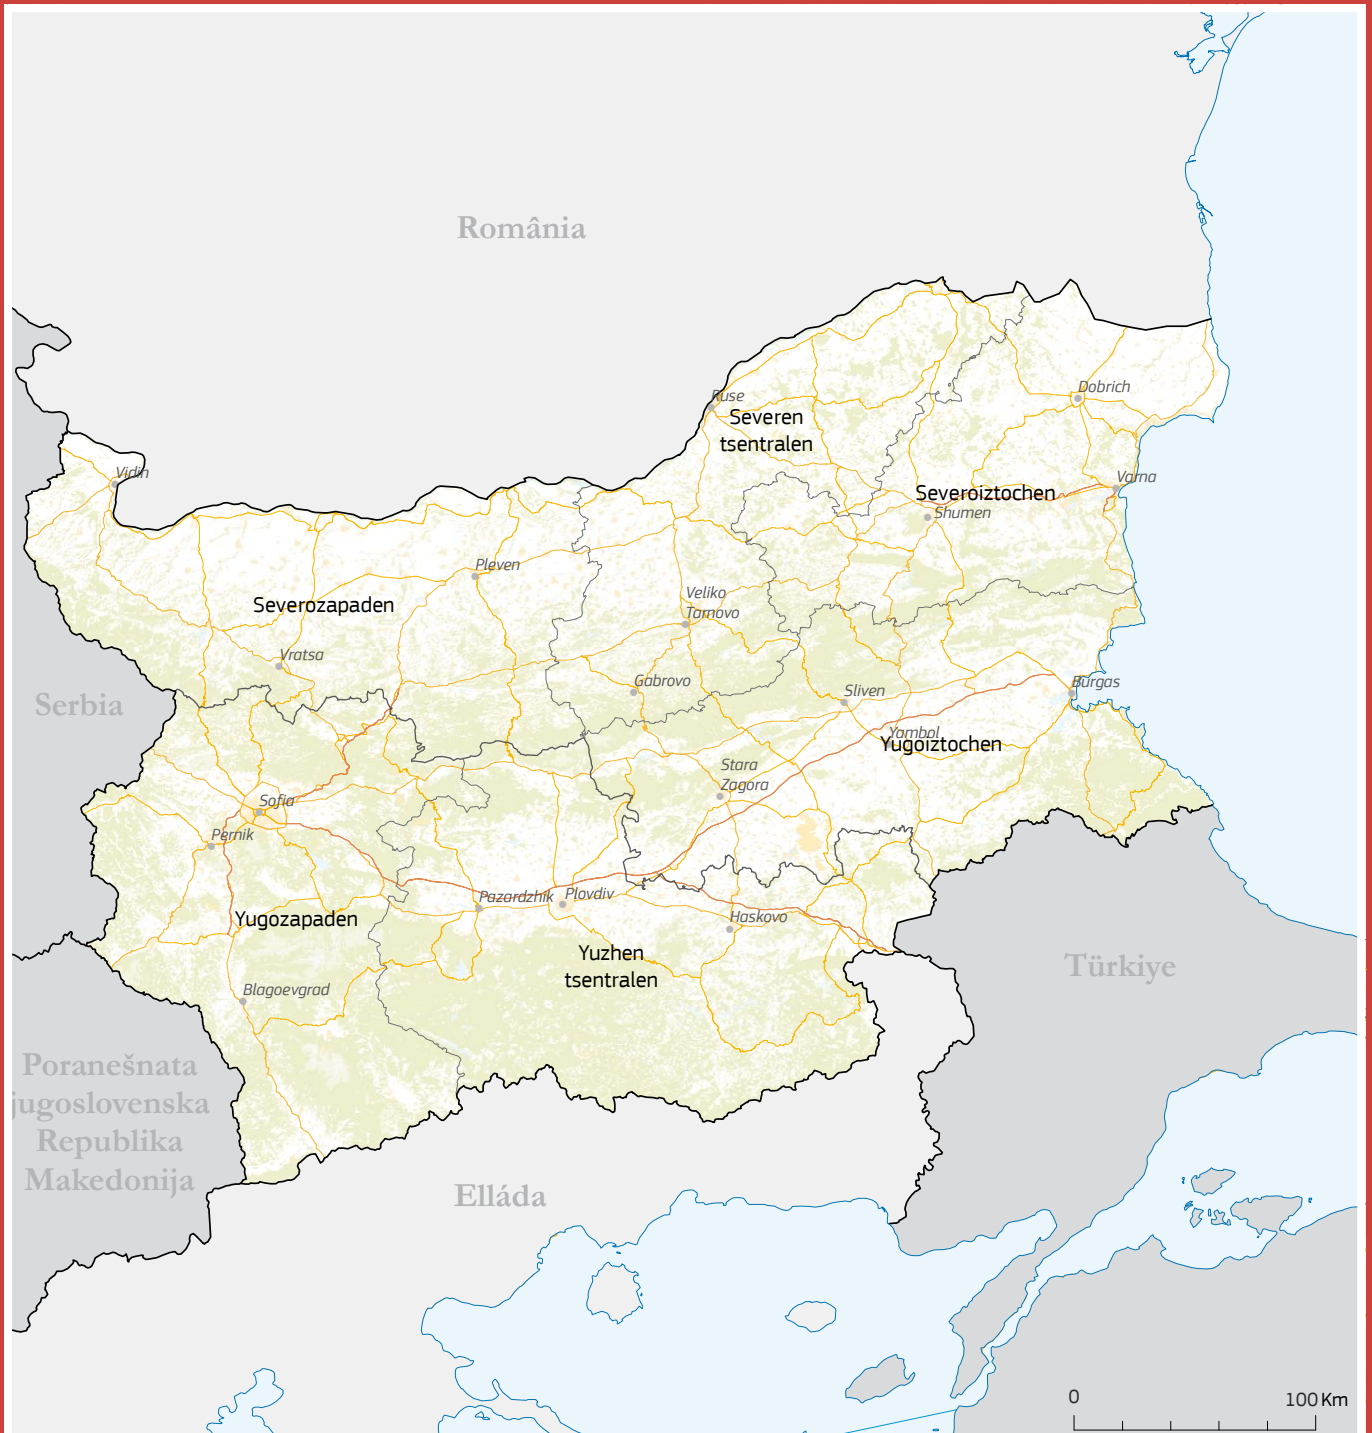 România
Dobrich
Ruse
Severen
tsentralen
Vidin
Varna
Severoiztochen
Shumen
Pleven
Veliko
Tarnovo
Severozapaden
Vratsa
Gabrovo
Sliven
Burgas
Serbia
Yambol
Yugoiztochen
Stara
Zagora
Sofia
Pernik
Pazardzhik
Plovdiv
Haskovo
Yugozapaden
Yuzhen
tsentralen
Türkiye
Blagoevgrad
Poranešnata
jugoslovenska
Republika
Makedonija
Elláda
0 100 Km